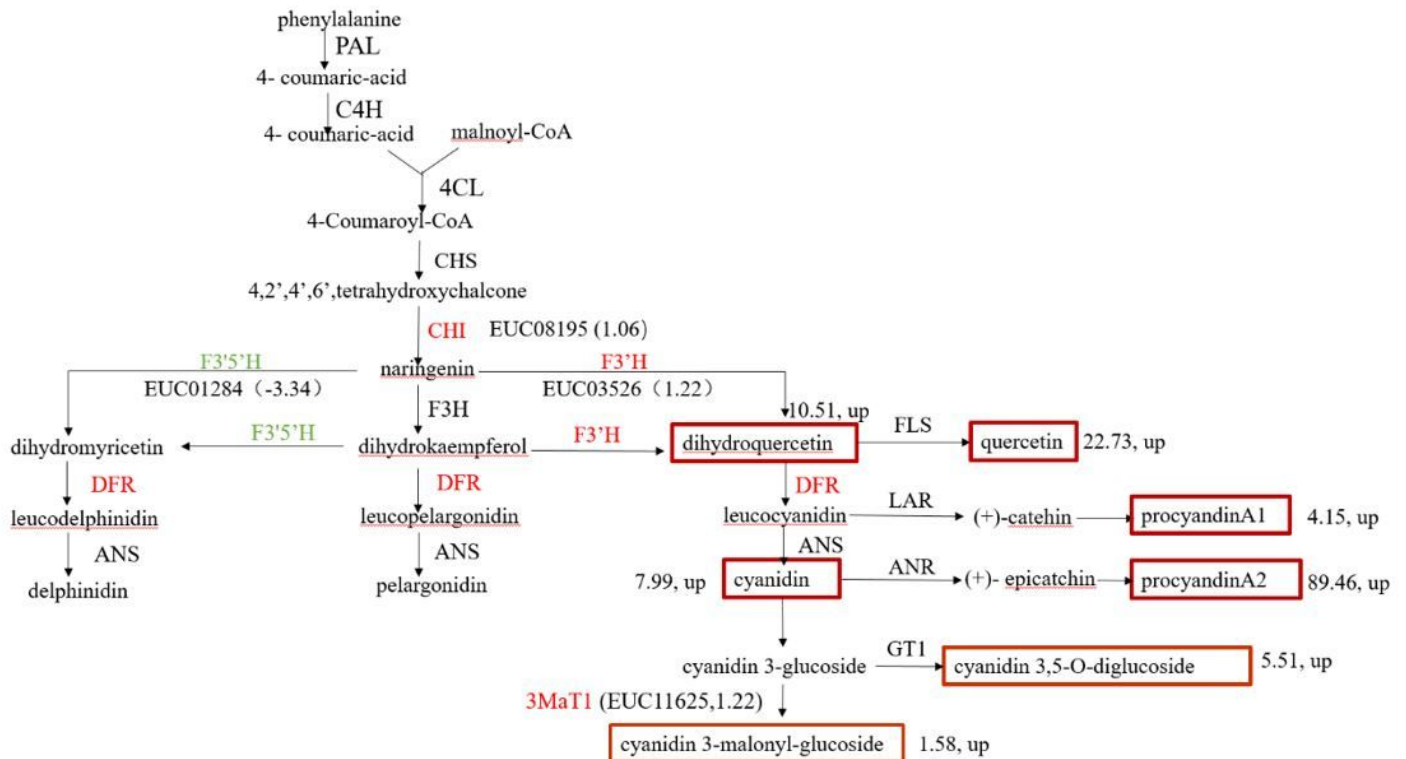 phenylalanine
PAL
4- coumaric-acid
C4H
4- coumaric-acid
malnoyl-CoA
4CL
4-Coumaroyl-CoA
CHS
4,2’,4’,6’,tetrahydroxychalcone
CHI EUC08195 (1.06)
F3'5’H
naringenin
F3’H
EUC01284（-3.34）
EUC03526（1.22）
F3H
10.51, up
dihydromyricetin
F3'5’H
dihydrokaempferol
F3’H
dihydroquercetin
FLS
quercetin
22.73, up
DFR
DFR
DFR
leucodelphinidin
leucopelargonidin
leucocyanidin
LAR
(+)-catehin
procyandinA1
4.15, up
ANS
ANS
ANS
delphinidin
pelargonidin
7.99, up
cyanidin
ANR
(+)- epicatchin
procyandinA2
89.46, up
cyanidin 3-glucoside
GT1
cyanidin 3,5-O-diglucoside
5.51, up
3MaT1 (EUC11625,1.22)
cyanidin 3-malonyl-glucoside
1.58, up